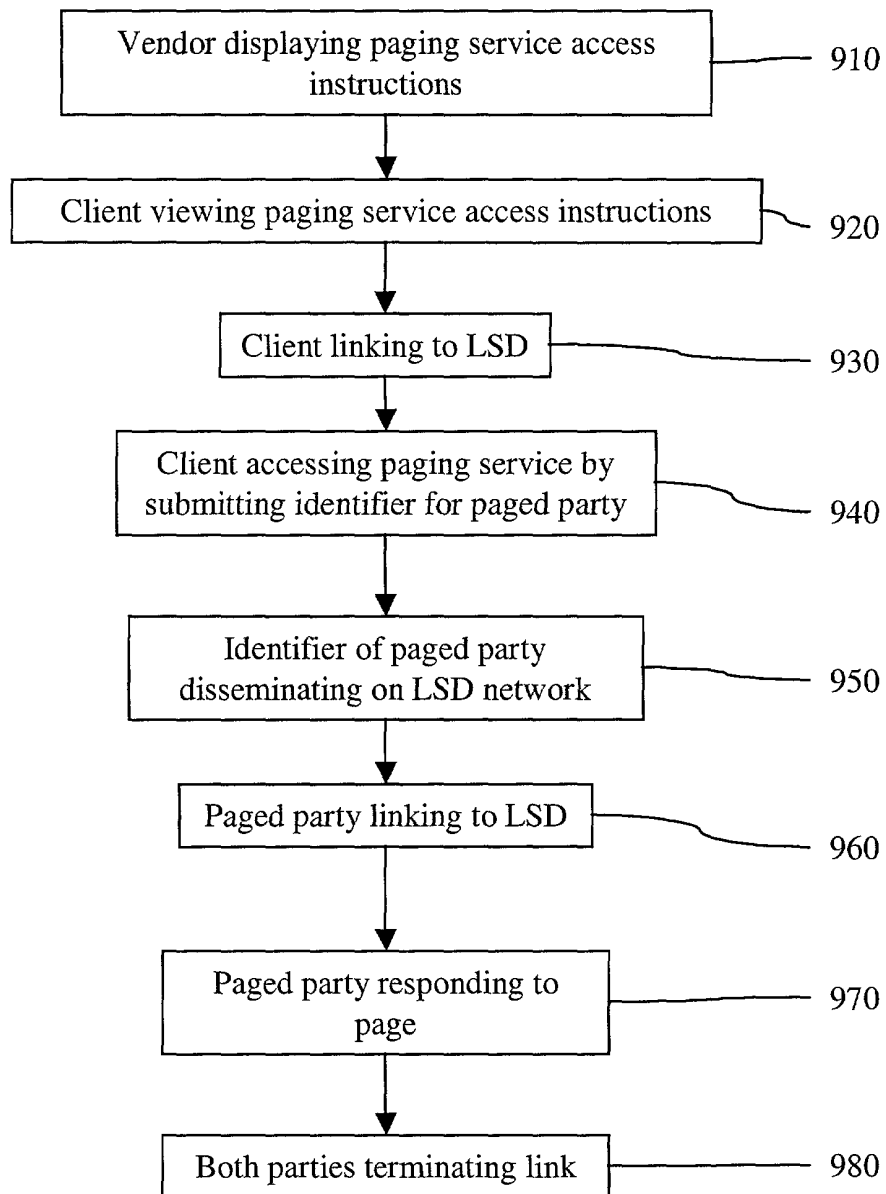 Vendor displaying paging service access
instructions
910
Client viewing paging service access instructions
920
Client linking to LSD
930
Client accessing paging service by
submitting identifier for paged party
940
Identifier of paged party
disseminating on LSD network
950
Paged party linking to LSD
960
Paged party responding to
page
970
Both parties terminating link
980